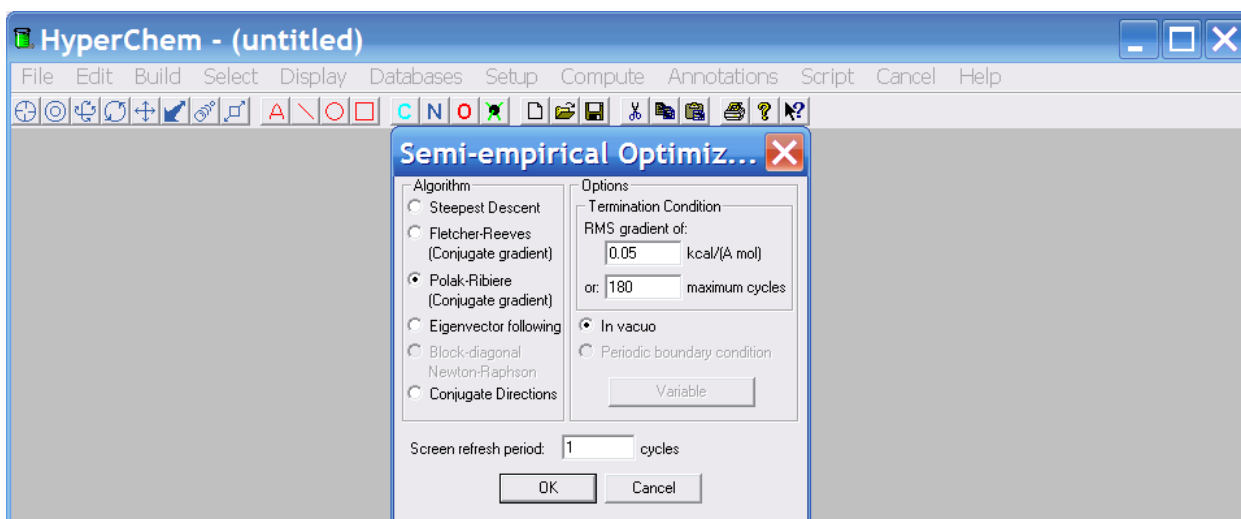 HyperChem - (untitled)
File Edit Build Select Display Databases Setup Compute Annotations Script Cancel Help
A C N O ? ?
Semi-empirical Optimiz...
Algorithm
Steepest Descent
Fletcher-Reeves
(Conjugate gradient)
Polak-Ribiere
(Conjugate gradient)
Eigenvector following
Block-diagonal
Newton-Raphson
Conjugate Directions
Options
Termination Condition
RMS gradient of:
0.05 kcal/(A mol)
or: 180 maximum cycles
In vacuo
Periodic boundary condition
Variable
Screen refresh period: 1 cycles
OK Cancel